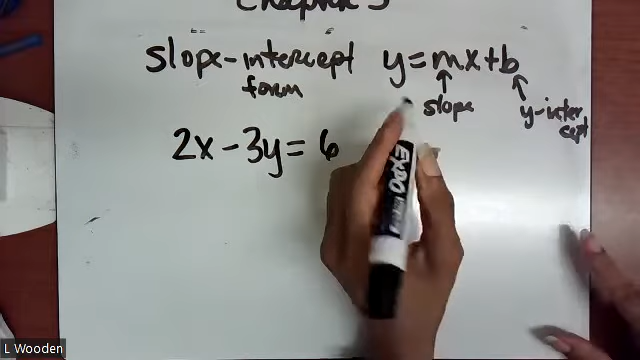 slope-intercept form y=mx+b
slope
y-intercept
2x-3y=6
EXPO
L Wooden